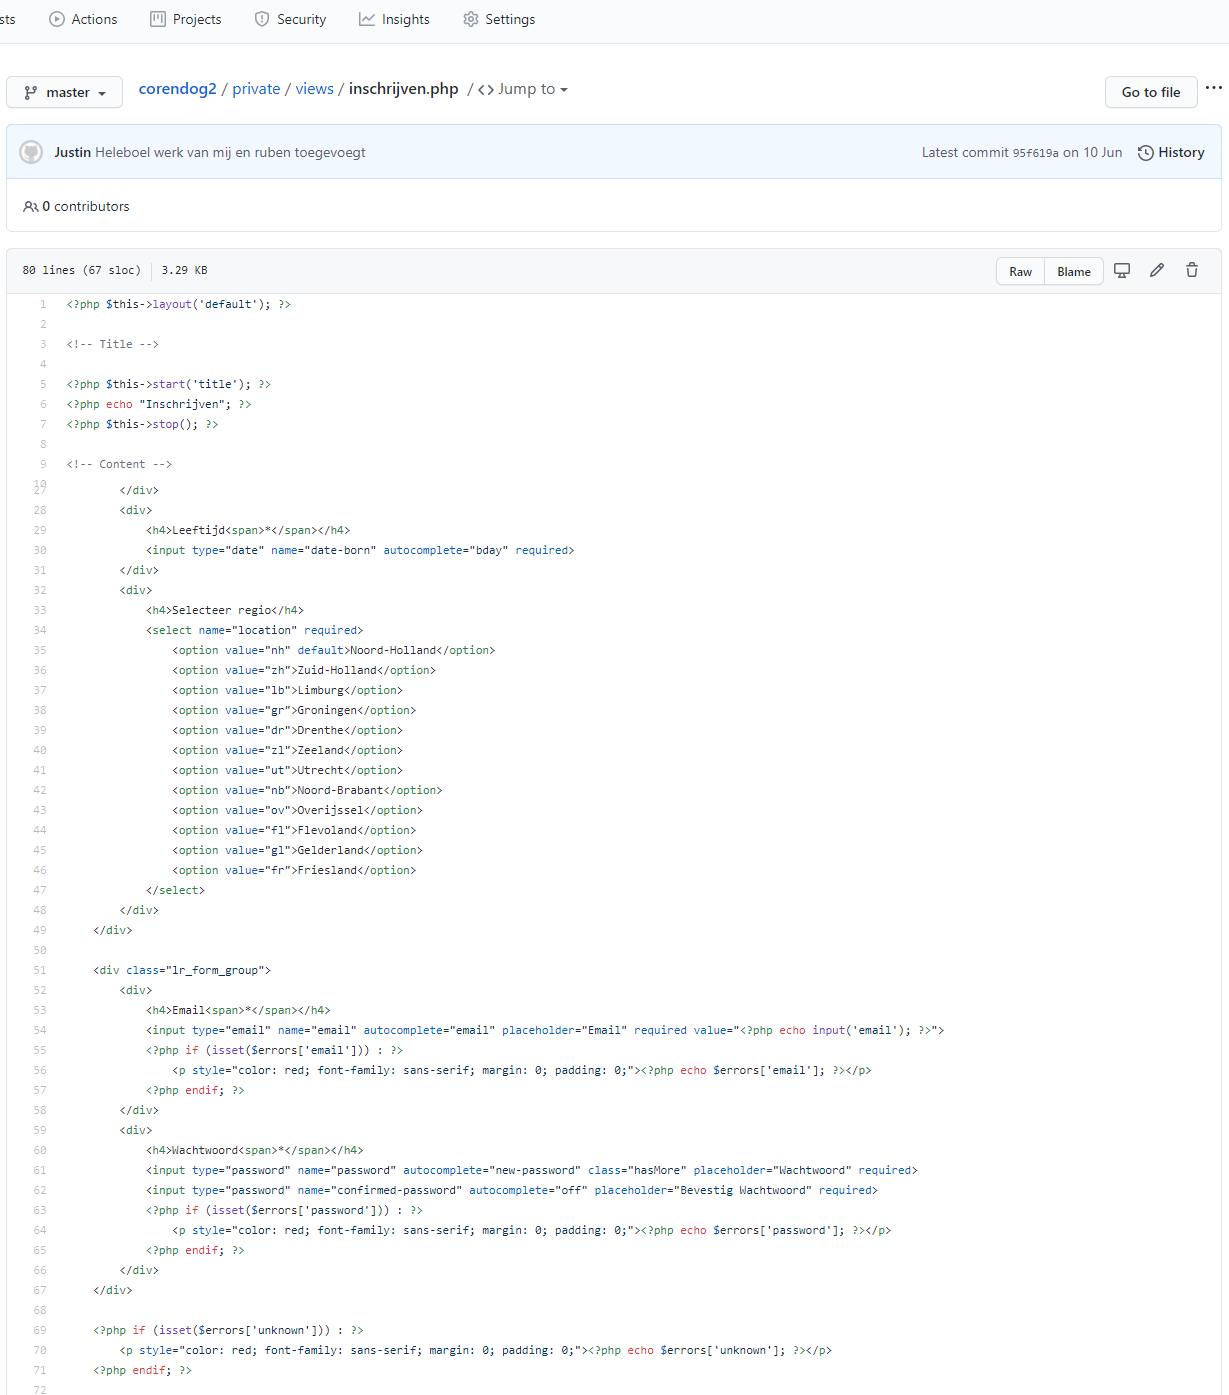 sts Actions Projects Security Insights Settings
master corendog2 / private / views / inschrijven.php / <> Jump to Go to file ...
Justin Heleboel werk van mij en ruben toegevoegt Latest commit 95f619a on 10 Jun History
0 contributors
80 lines (67 sloc) 3.29 KB Raw Blame
1 <?php $this->layout('default'); ?>
2
3 <!-- Title -->
4
5 <?php $this->start('title'); ?>
6 <?php echo "Inschrijven"; ?>
7 <?php $this->stop(); ?>
8
9 <!-- Content -->
10
27 </div>
28 <div>
29 <h4>Leeftijd<span>*</span></h4>
30 <input type="date" name="date-born" autocomplete="bday" required>
31 </div>
32 <div>
33 <h4>Selecteer regio</h4>
34 <select name="location" required>
35 <option value="nh" default>Noord-Holland</option>
36 <option value="zh">Zuid-Holland</option>
37 <option value="lb">Limburg</option>
38 <option value="gr">Groningen</option>
39 <option value="dr">Drenthe</option>
40 <option value="zl">Zeeland</option>
41 <option value="ut">Utrecht</option>
42 <option value="nb">Noord-Brabant</option>
43 <option value="ov">Overijssel</option>
44 <option value="fl">Flevoland</option>
45 <option value="gl">Gelderland</option>
46 <option value="fr">Friesland</option>
47 </select>
48 </div>
49 </div>
50
51 <div class="lr_form_group">
52 <div>
53 <h4>Email<span>*</span></h4>
54 <input type="email" name="email" autocomplete="email" placeholder="Email" required value="<?php echo input('email'); ?>">
55 <?php if (isset($errors['email'])) : ?>
56 <p style="color: red; font-family: sans-serif; margin: 0; padding: 0;"><?php echo $errors['email']; ?></p>
57 <?php endif; ?>
58 </div>
59 <div>
60 <h4>Wachtwoord<span>*</span></h4>
61 <input type="password" name="password" autocomplete="new-password" class="hasMore" placeholder="Wachtwoord" required>
62 <input type="password" name="confirmed-password" autocomplete="off" placeholder="Bevestig Wachtwoord" required>
63 <?php if (isset($errors['password'])) : ?>
64 <p style="color: red; font-family: sans-serif; margin: 0; padding: 0;"><?php echo $errors['password']; ?></p>
65 <?php endif; ?>
66 </div>
67 </div>
68
69 <?php if (isset($errors['unknown'])) : ?>
70 <p style="color: red; font-family: sans-serif; margin: 0; padding: 0;"><?php echo $errors['unknown']; ?></p>
71 <?php endif; ?>
72